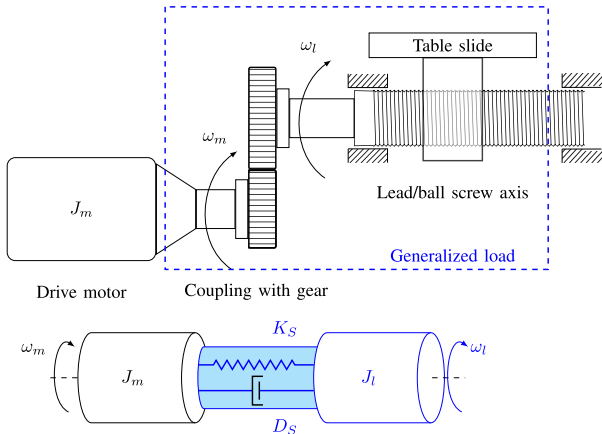 Table slide
ω_l
ω_m
J_m
Lead/ball screw axis
Generalized load
Drive motor
Coupling with gear
K_S
ω_m
J_m
J_l
ω_l
D_S